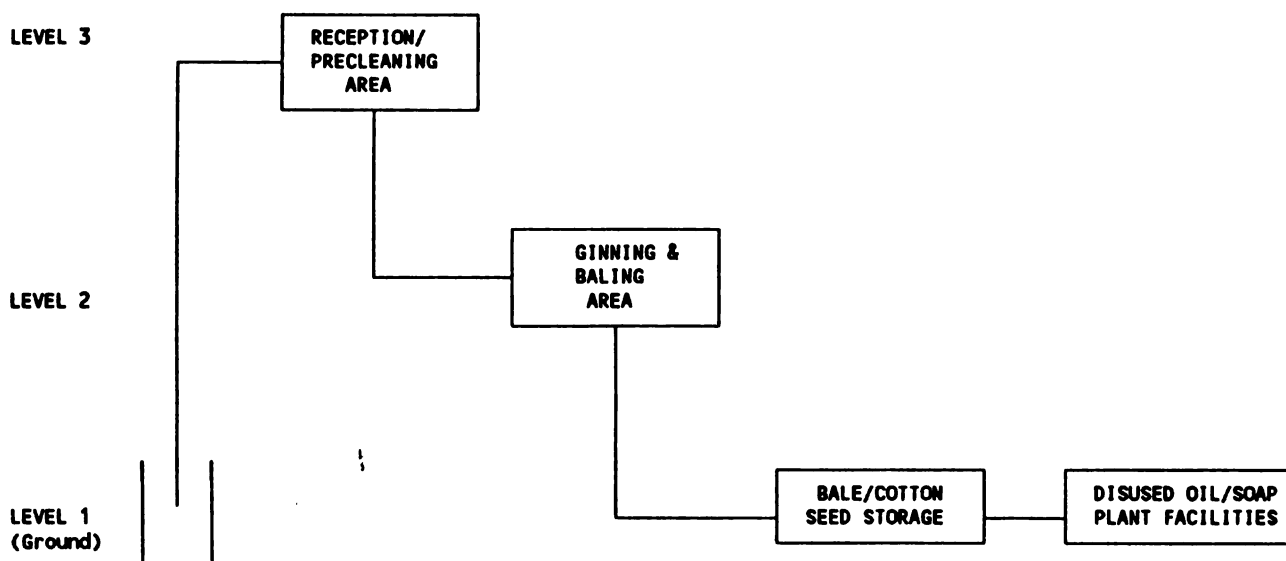 LEVEL 3
RECEPTION/
PRECLEANING
AREA
GINNING &
BALING
AREA
LEVEL 2
BALE/COTTON
SEED STORAGE
DISUSED OIL/SOAP
PLANT FACILITIES
LEVEL 1
(Ground)